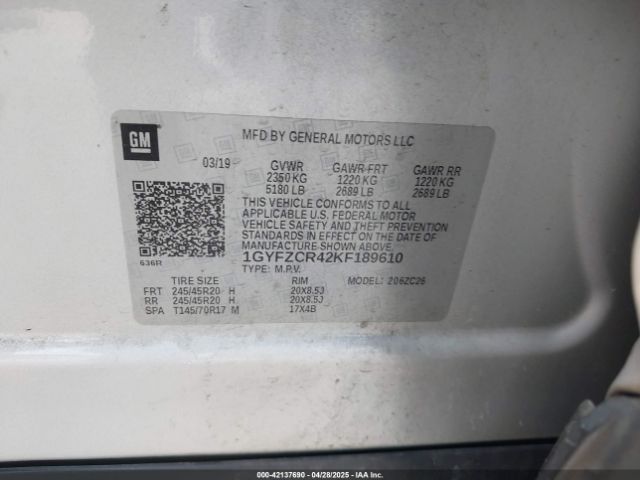 GM
MFD BY GENERAL MOTORS LLC
03/19 GVWR GAWR FRT GAWR RR
2350 KG 1220 KG 1220 KG
5180 LB 2689 LB 2689 LB
THIS VEHICLE CONFORMS TO ALL
APPLICABLE U.S. FEDERAL MOTOR
VEHICLE SAFETY AND THEFT PREVENTION
STANDARDS IN EFFECT ON THE DATE OF
MANUFACTURE SHOWN ABOVE.
636R
1GYFZCR42KF189610
TYPE: M.P.V. MODEL: 206ZC26
TIRE SIZE RIM
FRT 245/45R20 H 20X8.5J
RR 245/45R20 H 20X8.5J
SPA T145/70R17 M 17X4B
000-42137690 04/28/2025 IAAI.COM